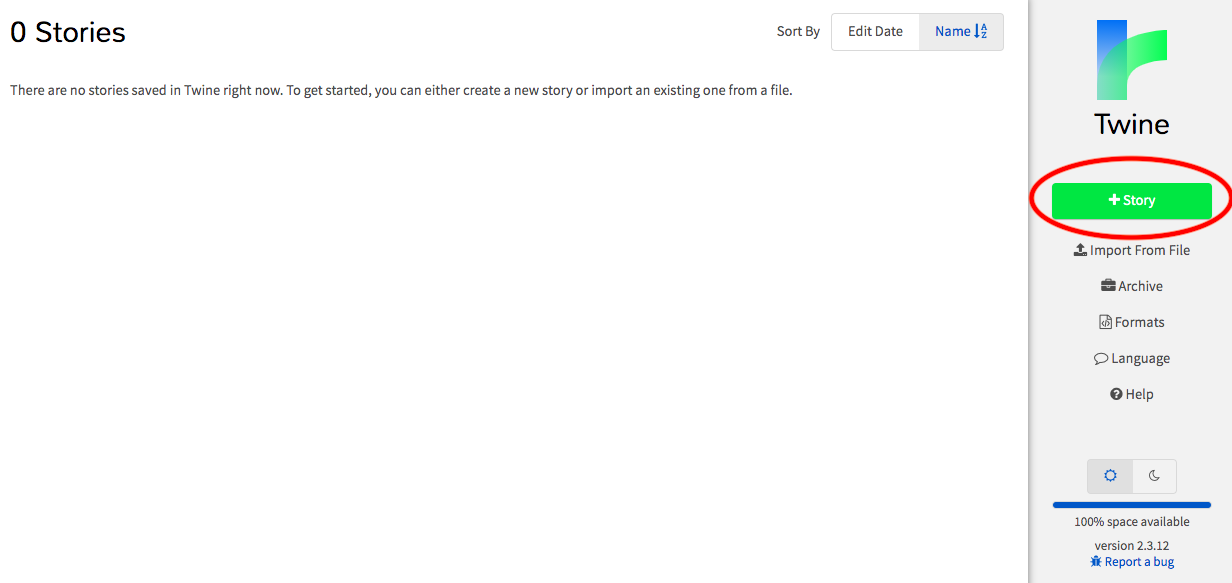 0 Stories
Sort By Edit Date Name
There are no stories saved in Twine right now. To get started, you can either create a new story or import an existing one from a file.
Twine
+ Story
Import From File
Archive
Formats
Language
Help
100% space available
version 2.3.12
Report a bug